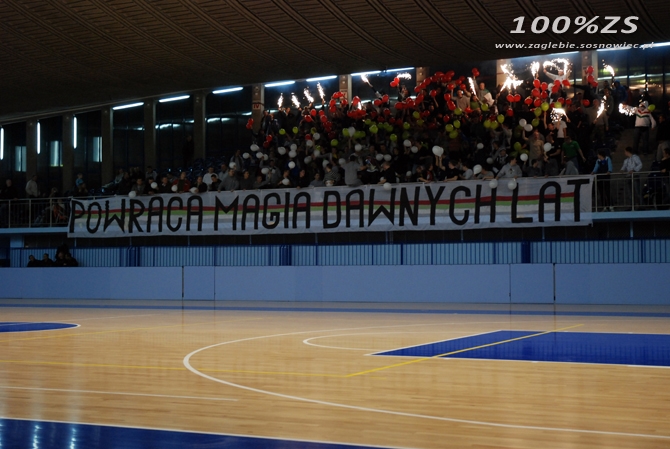 100%ZS
www.zaglebie.sosnowiec.pl
POWRACA MAGIA DAWNYCH LAT